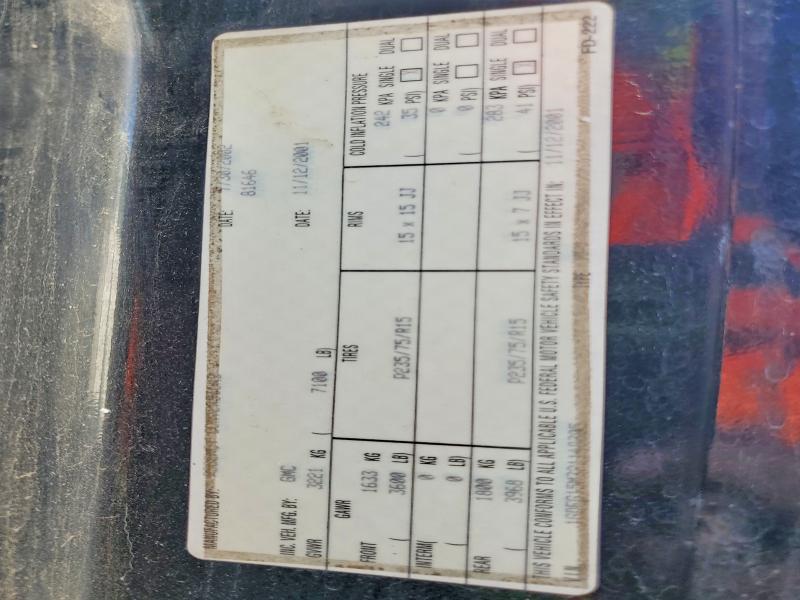 MANUFACTURED BY:
DATE 7/30/2002
81646
INC. VEH. MFG. BY: GMC DATE: 11/12/2001
GVWR 3221 KG ( 7100 LB)
GAWR TIRES RIMS COLD INFLATION PRESSURE
FRONT 1633 KG 242 KPA SINGLE DUAL
( 3600 LB) P235/75/R15 15 x 15 JJ ( 35 PSI)
INTERM( 0 KG 0 KPA SINGLE DUAL
( 0 LB) ( 0 PSI)
REAR 1800 KG 283 KPA SINGLE DUAL
( 3968 LB) P235/75/R15 15 x 7 JJ ( 41 PSI)
THIS VEHICLE CONFORMS TO ALL APPLICABLE U.S. FEDERAL MOTOR VEHICLE SAFETY STANDARDS IN EFFECT IN: 11/12/2001
V.I.N. TYPE FD-222